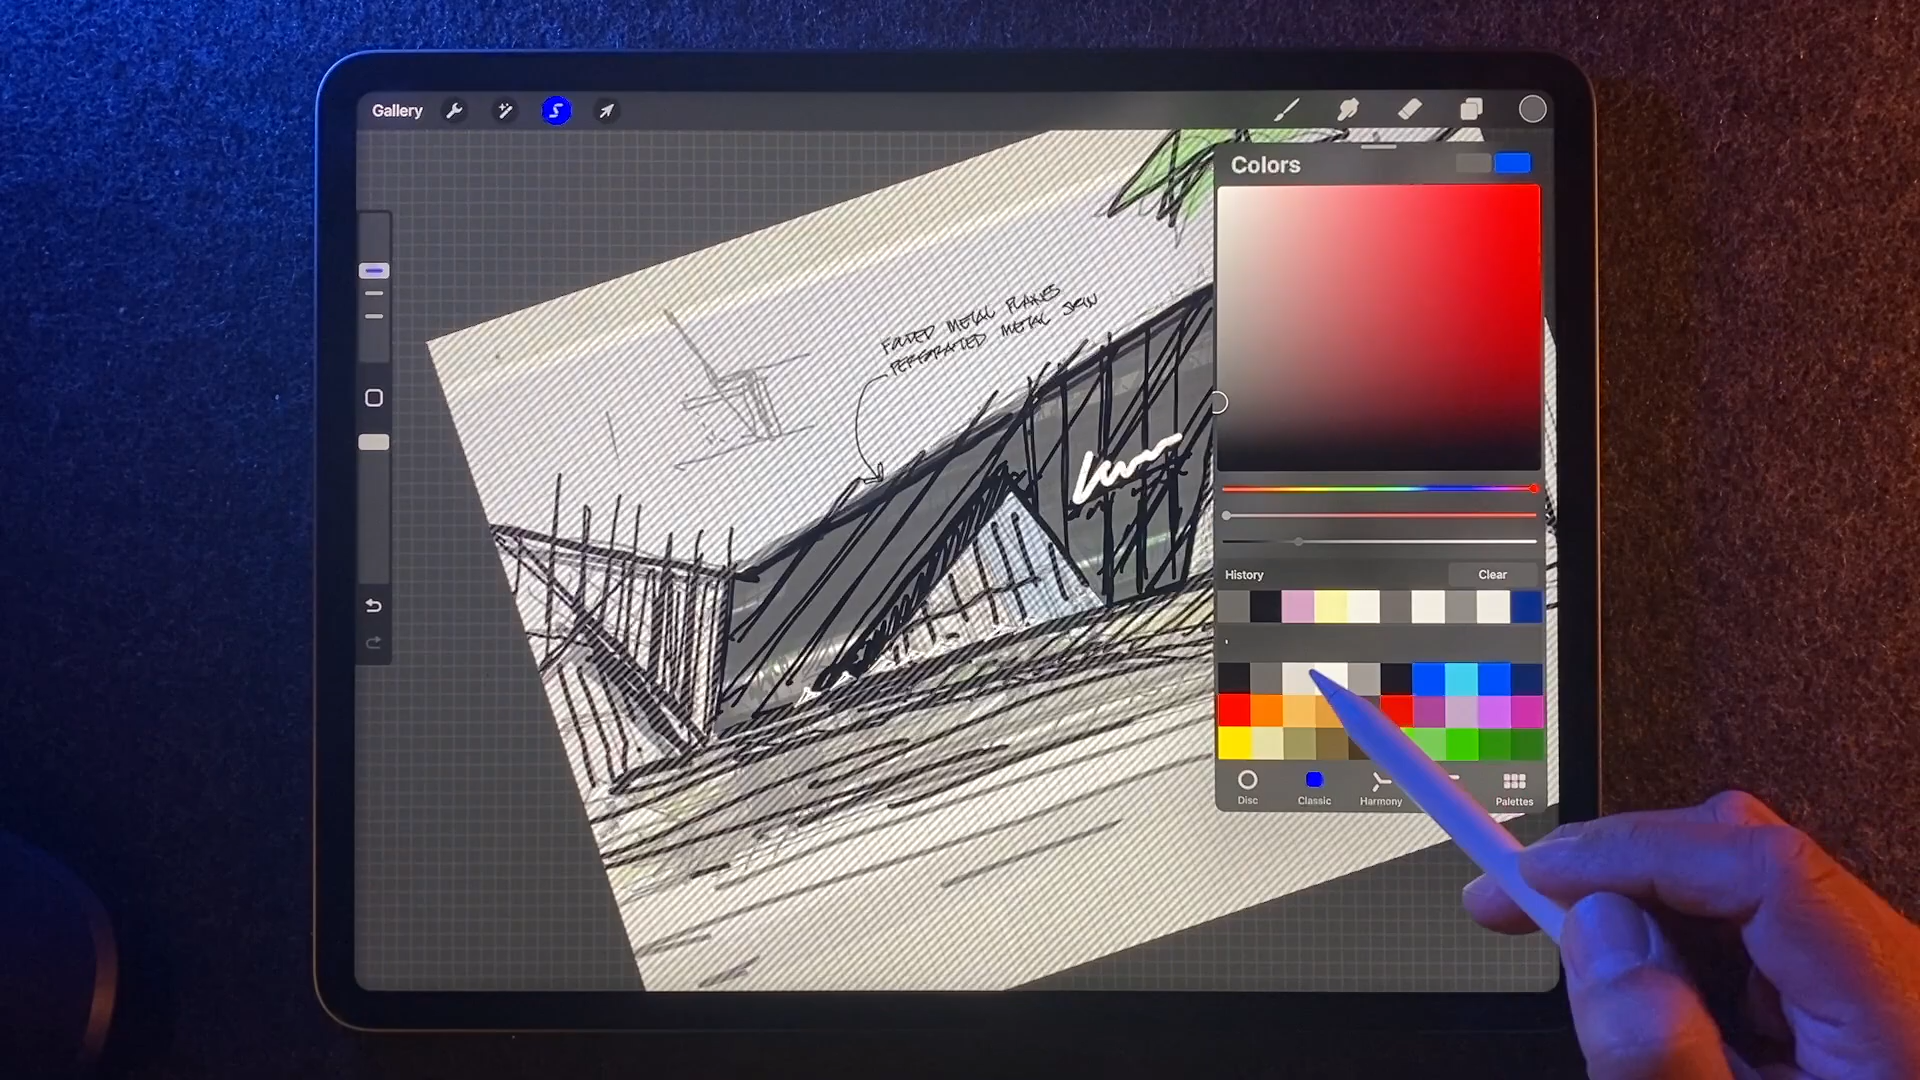 Gallery
Colors
FOLDED METAL PLANES
PERFORATED METAL SKIN
History
Clear
Disc
Classic
Harmony
Palettes